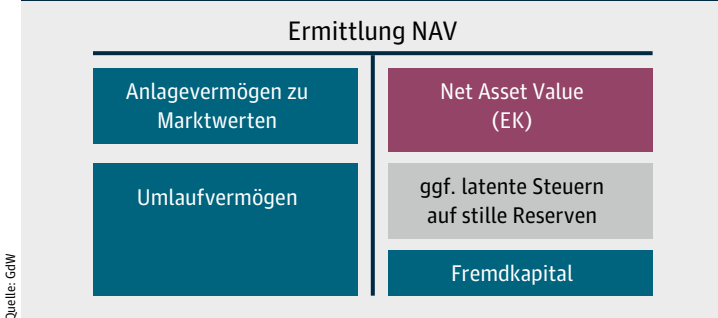 Ermittlung NAV
Anlagevermögen zu
Marktwerten
Umlaufvermögen
Net Asset Value
(EK)
ggf. latente Steuern
auf stille Reserven
Fremdkapital
Quelle: GdW